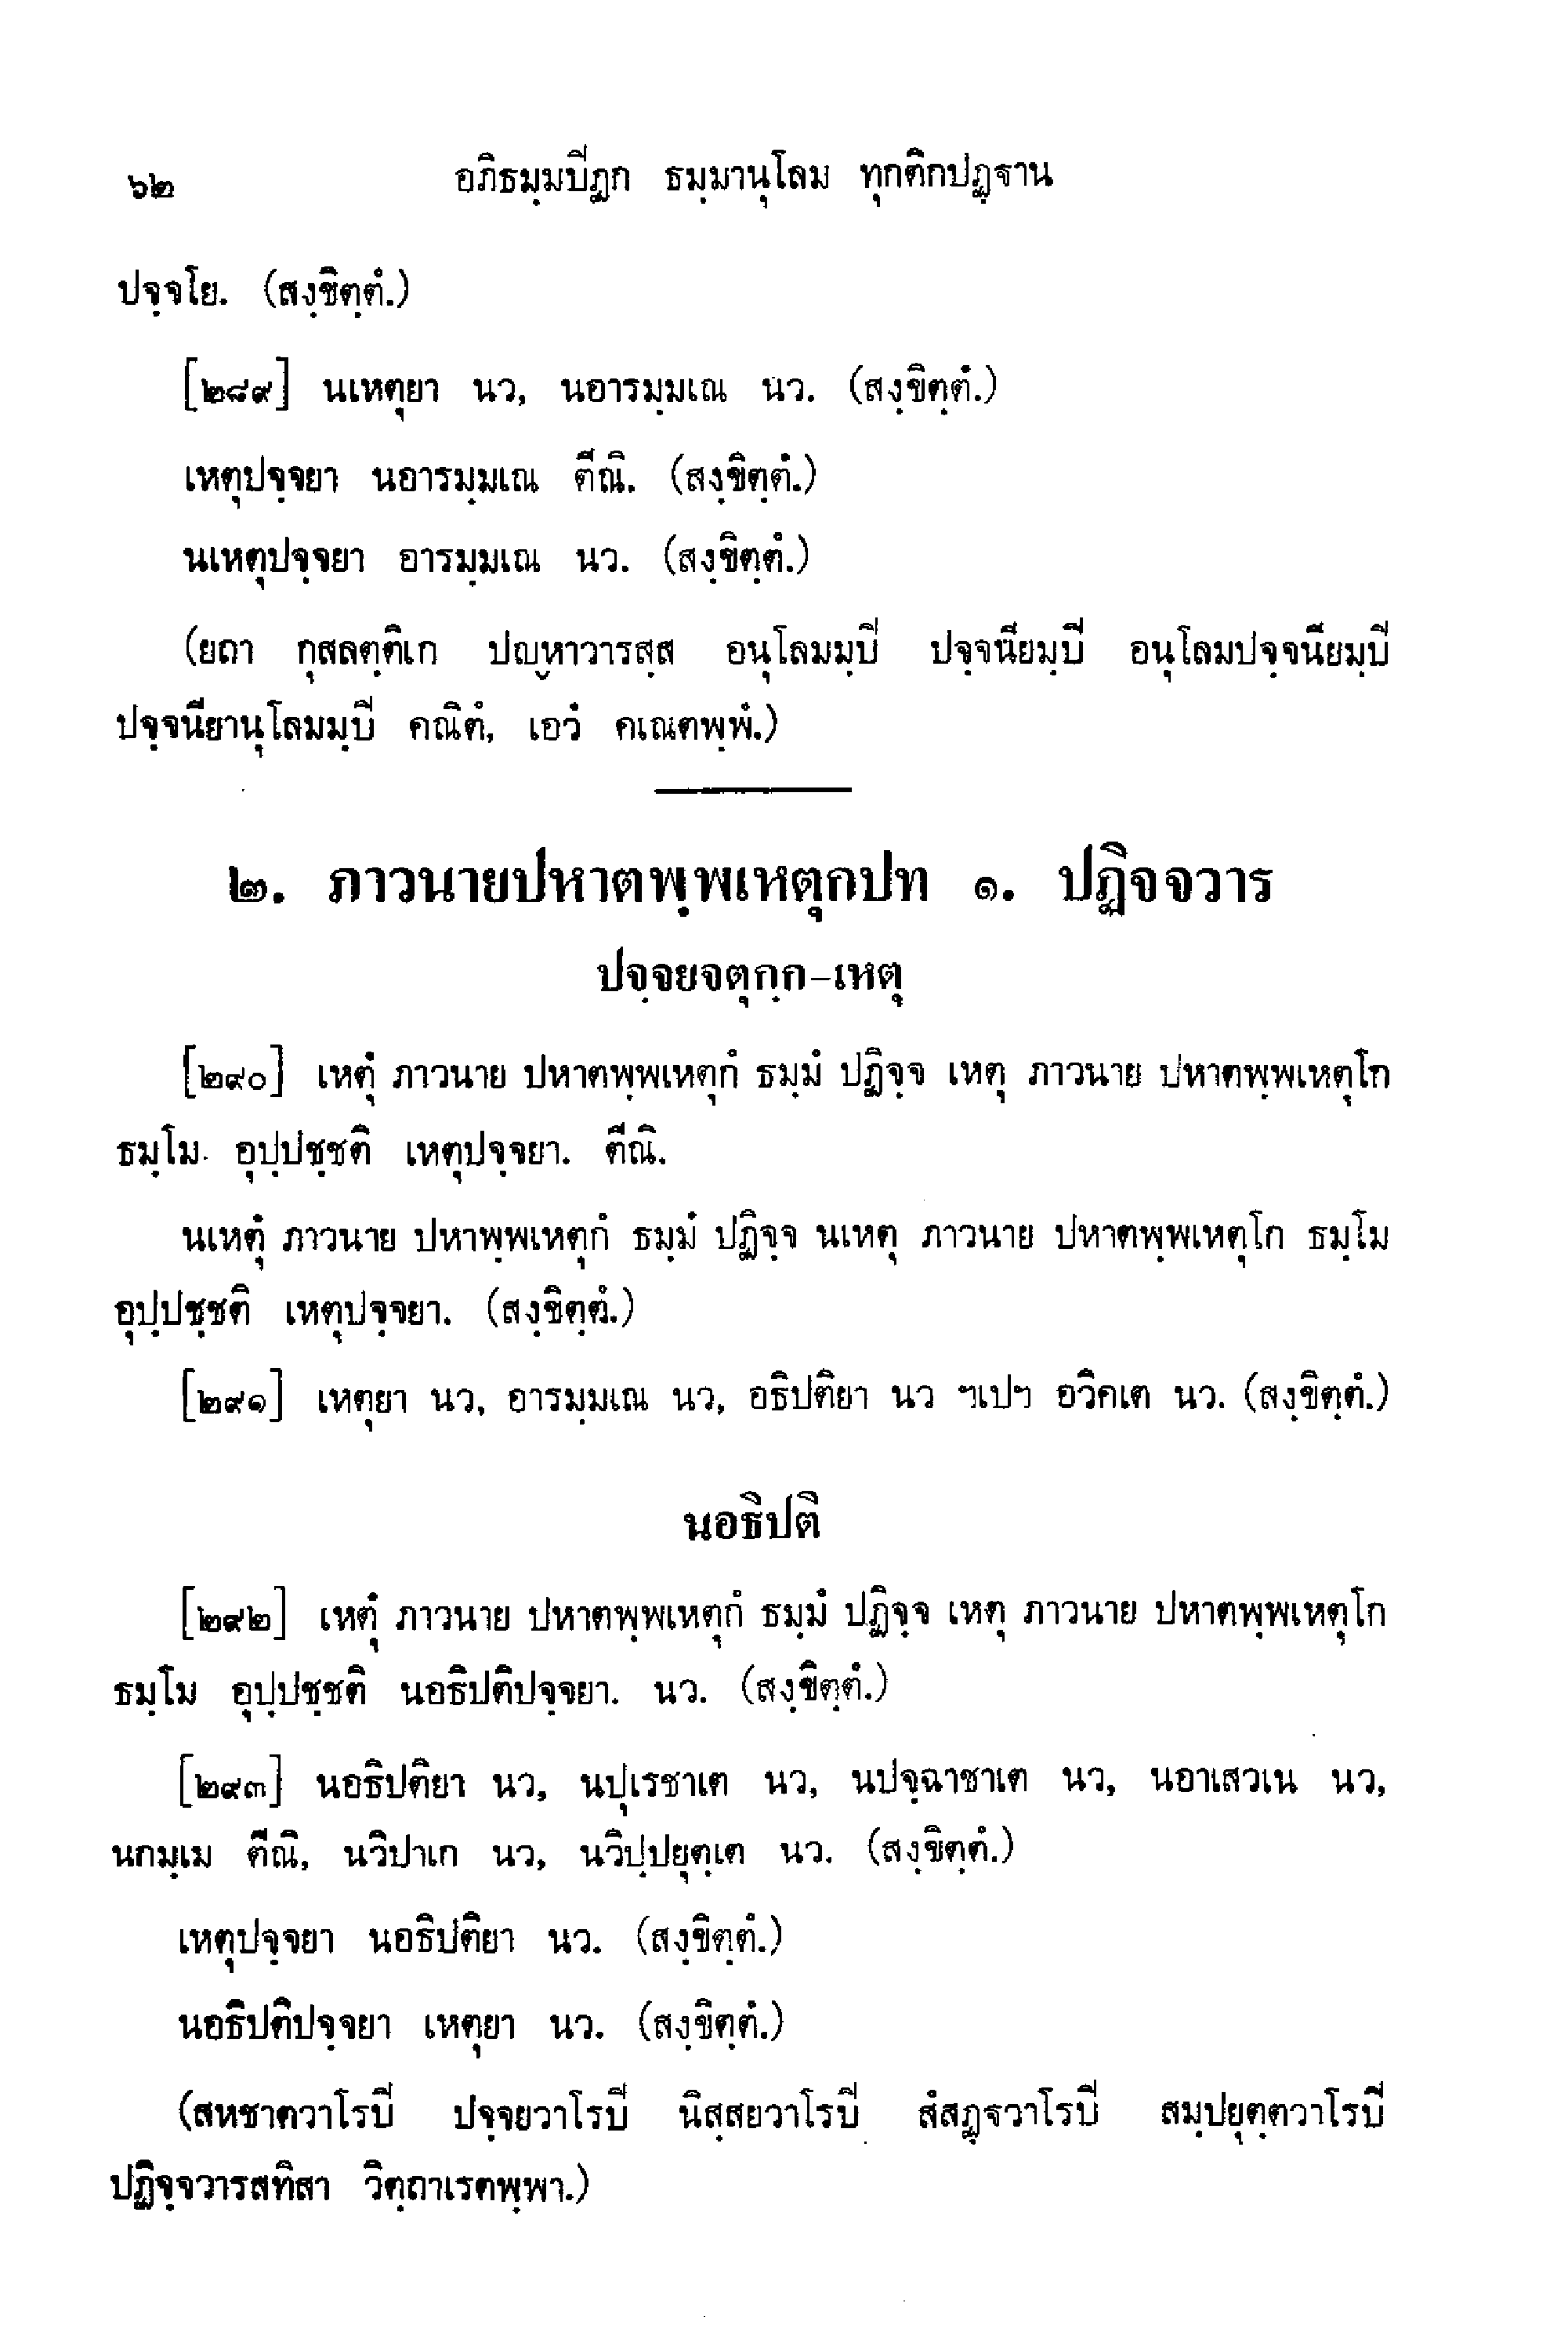 ๖๒ อภิธมฺมปิฏก ธมฺมานุโลม ทุกติกปฏฺฐาน
ปจฺจโย. (สงฺขิตฺตํ.)
[๒๘๙] นเหตุยา นว, นอารมฺมเณ นว. (สงฺขิตฺตํ.)
เหตุปจฺจยา นอารมฺมเณ ตีณิ. (สงฺขิตฺตํ.)
นเหตุปจฺจยา อารมฺมเณ นว. (สงฺขิตฺตํ.)
(ยถา กุสลตฺติเก ปญฺหาวารสฺส อนุโลมมฺปิ ปจฺจนียมฺปิ อนุโลมปจฺจนียมฺปิ
ปจฺจนียานุโลมมฺปิ คณิตํ, เอวํ คเณตพฺพํ.)
๒. ภาวนายปหาตพฺพเหตุกปท ๑. ปฏิจจวาร
ปจฺจยจตุกฺก-เหตุ
[๒๙๐] เหตุํ ภาวนาย ปหาตพฺพเหตุกํ ธมฺมํ ปฏิจฺจ เหตุ ภาวนาย ปหาตพฺพเหตุโก
ธมฺโม อุปฺปชฺชติ เหตุปจฺจยา. ตีณิ.
นเหตุํ ภาวนาย ปหาพฺพเหตุกํ ธมฺมํ ปฏิจฺจ นเหตุ ภาวนาย ปหาตพฺพเหตุโก ธมฺโม
อุปฺปชฺชติ เหตุปจฺจยา. (สงฺขิตฺตํ.)
[๒๙๑] เหตุยา นว, อารมฺมเณ นว, อธิปติยา นว ฯเปฯ อวิคเต นว. (สงฺขิตฺตํ.)
นอธิปติ
[๒๙๒] เหตุํ ภาวนาย ปหาตพฺพเหตุกํ ธมฺมํ ปฏิจฺจ เหตุ ภาวนาย ปหาตพฺพเหตุโก
ธมฺโม อุปฺปชฺชติ นอธิปติปจฺจยา. นว. (สงฺขิตฺตํ.)
[๒๙๓] นอธิปติยา นว, นปุเรชาเต นว, นปจฺฉาชาเต นว, นอาเสวเน นว,
นกมฺเม ตีณิ, นวิปาเก นว, นวิปฺปยุตฺเต นว. (สงฺขิตฺตํ.)
เหตุปจฺจยา นอธิปติยา นว. (สงฺขิตฺตํ.)
นอธิปติปจฺจยา เหตุยา นว. (สงฺขิตฺตํ.)
(สหชาตวาโรปิ ปจฺจยวาโรปิ นิสฺสยวาโรปิ สํสฏฺฐวาโรปิ สมฺปยุตฺตวาโรปิ
ปฏิจฺจวารสทิสา วิตฺถาเรตพฺพา.)